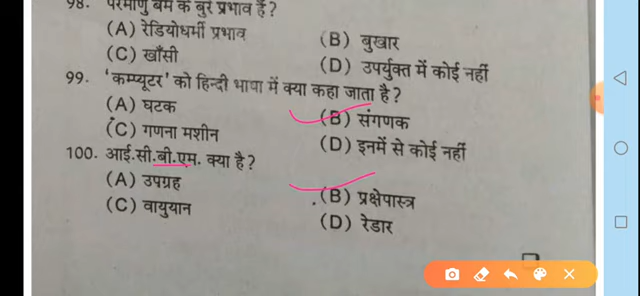 98. परमाणु बम के बुरे प्रभाव हैं?
(A) रेडियोधर्मी प्रभाव (B) बुखार
(C) खाँसी (D) उपर्युक्त में कोई नहीं
99. 'कम्प्यूटर' को हिन्दी भाषा में क्या कहा जाता है?
(A) घटक (B) संगणक
(C) गणना मशीन (D) इनमें से कोई नहीं
100. आई.सी.बी.एम. क्या है?
(A) उपग्रह (B) प्रक्षेपास्त्र
(C) वायुयान (D) रेडार